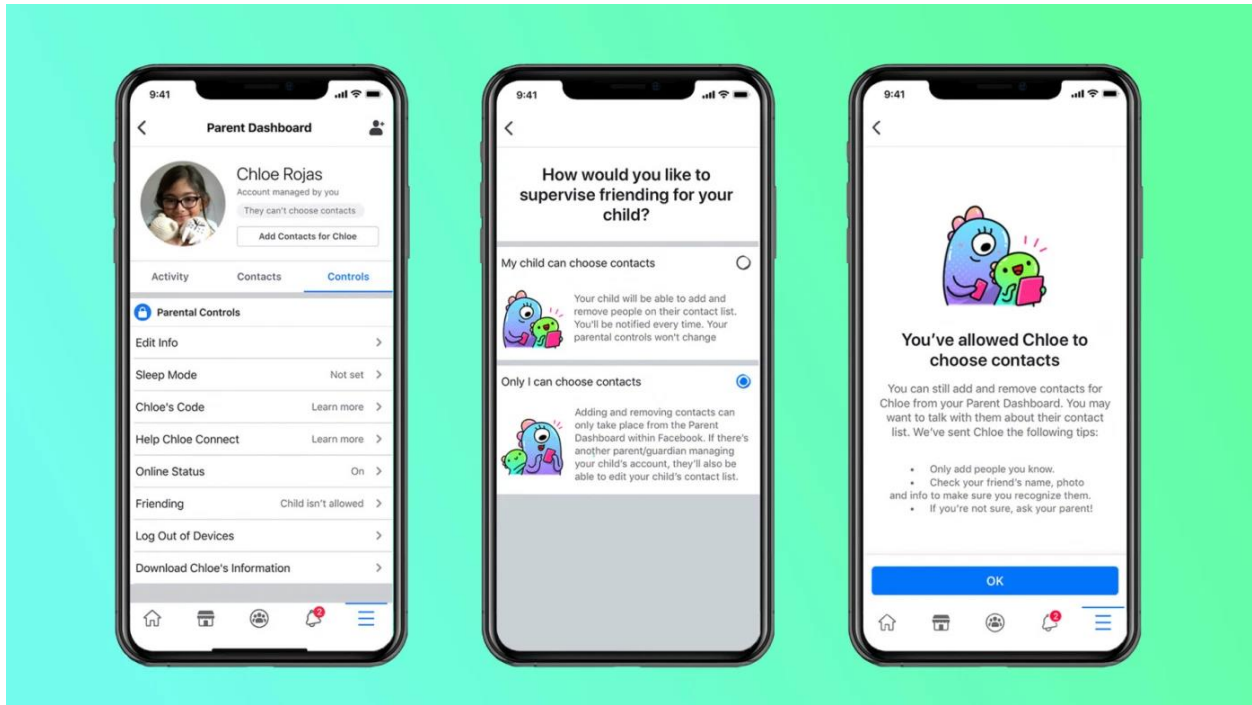 9:41
Parent Dashboard
Chloe Rojas
Account managed by you
They can't choose contacts
Add Contacts for Chloe
Activity Contacts Controls
Parental Controls
Edit Info
Sleep Mode Not set
Chloe's Code Learn more
Help Chloe Connect Learn more
Online Status On
Friending Child isn't allowed
Log Out of Devices
Download Chloe's Information
2
9:41
How would you like to
supervise friending for your
child?
My child can choose contacts
Your child will be able to add and
remove people on their contact list.
You'll be notified every time. Your
parental controls won't change
Only I can choose contacts
Adding and removing contacts can
only take place from the Parent
Dashboard within Facebook. If there's
another parent/guardian managing
your child's account, they'll also be
able to edit your child's contact list.
9:41
You've allowed Chloe to
choose contacts
You can still add and remove contacts for
Chloe from your Parent Dashboard. You may
want to talk with them about their contact
list. We've sent Chloe the following tips:
• Only add people you know.
• Check your friend's name, photo
and info to make sure you recognize them.
• If you're not sure, ask your parent!
OK
2